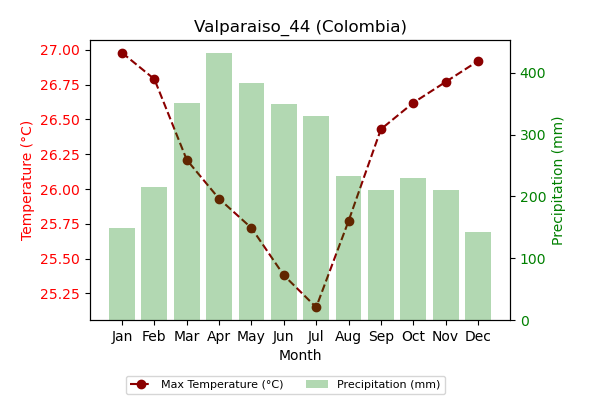 Valparaiso_44 (Colombia)
Temperature (°C)
27.00
26.75
26.50
26.25
26.00
25.75
25.50
25.25
400
300
200
100
0
Precipitation (mm)
Jan Feb Mar Apr May Jun Jul Aug Sep Oct Nov Dec
Month
Max Temperature (°C) Precipitation (mm)